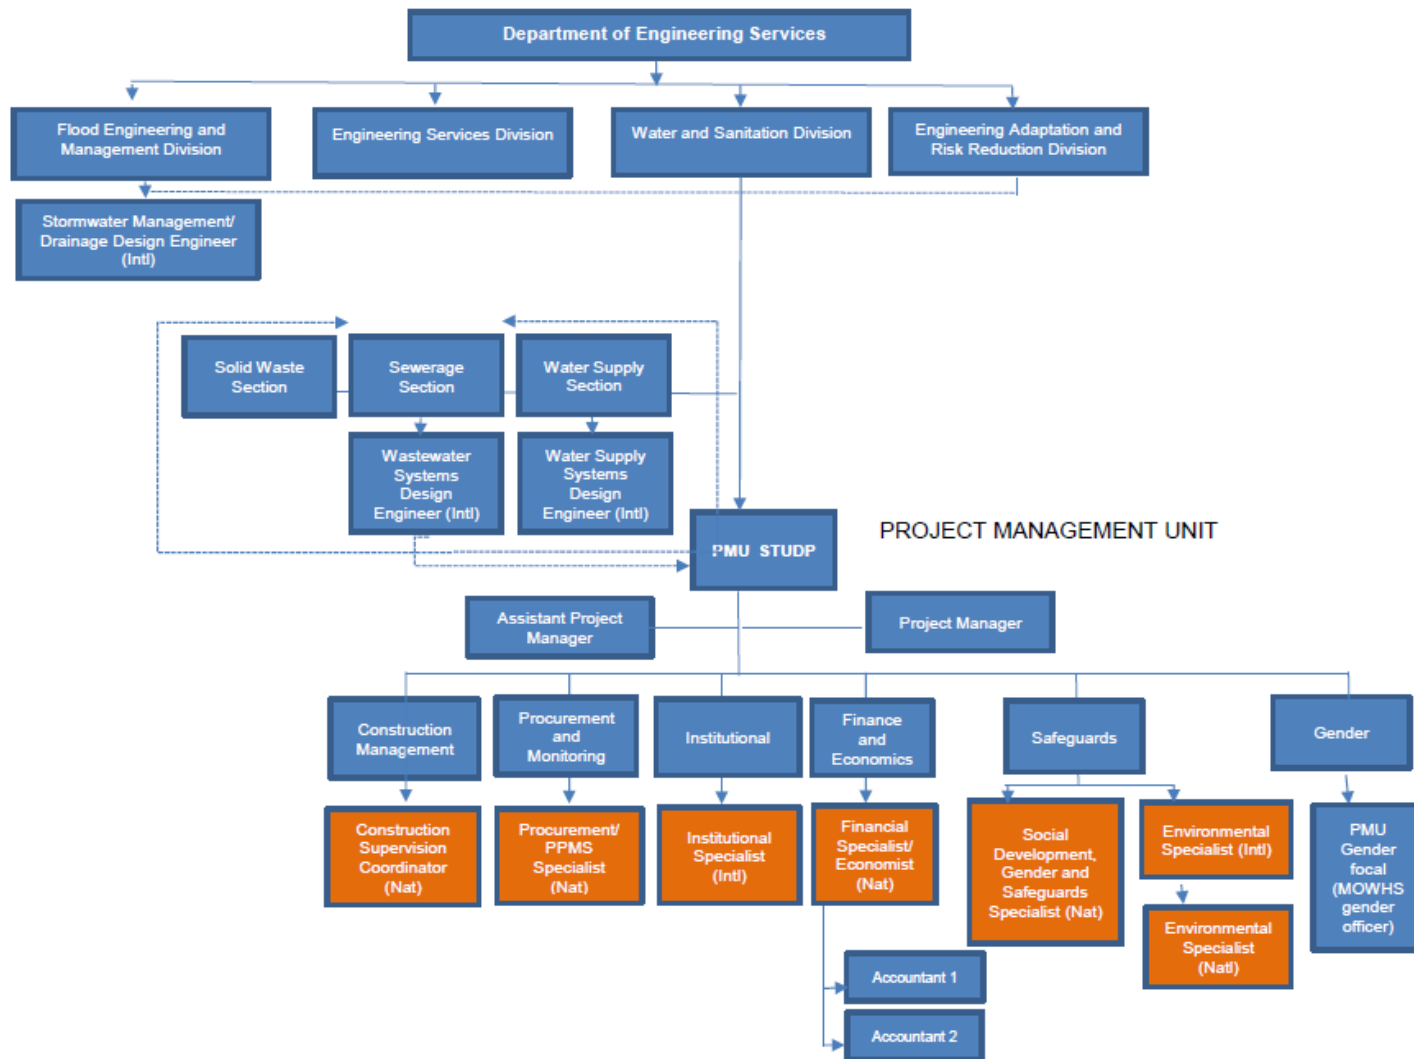 Department of Engineering Services
Flood Engineering and
Management Division
Engineering Services Division
Water and Sanitation Division
Engineering Adaptation and
Risk Reduction Division
Stormwater Management/
Drainage Design Engineer
(Intl)
Solid Waste
Section
Sewerage
Section
Water Supply
Section
Wastewater
Systems
Design
Engineer (Intl)
Water Supply
Systems
Design
Engineer (Intl)
PMU STUDP
PROJECT MANAGEMENT UNIT
Assistant Project
Manager
Project Manager
Construction
Management
Procurement
and
Monitoring
Institutional
Finance
and
Economics
Safeguards
Gender
Construction
Supervision
Coordinator
(Nat)
Procurement/
PPMS
Specialist
(Nat)
Institutional
Specialist
(Intl)
Financial
Specialist/
Economist
(Nat)
Social
Development,
Gender and
Safeguards
Specialist (Nat)
Environmental
Specialist (Intl)
Environmental
Specialist
(Natl)
PMU
Gender
focal
(MOWHS
gender
officer)
Accountant 1
Accountant 2